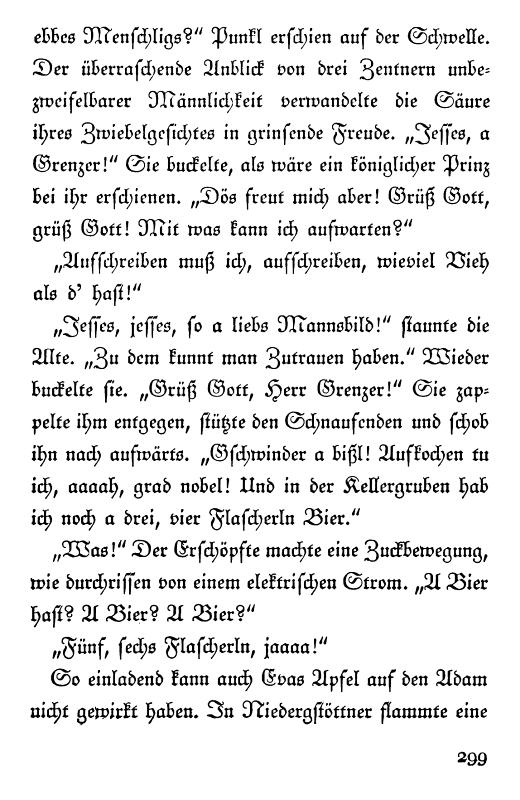 ebbes Menschligs?“ Punkl erschien auf der Schwelle.
Der überraschende Anblick von drei Zentnern unbe-
zweifelbarer Männlichkeit verwandelte die Säure
ihres Zwiebelgesichtes in grinsende Freude. „Jesses, a
Grenzer!“ Sie buckelte, als wäre ein königlicher Prinz
bei ihr erschienen. „Dös freut mich aber! Grüß Gott,
grüß Gott! Mit was kann ich aufwarten?“
„Aufschreiben muß ich, aufschreiben, wieviel Vieh
als d’ hast!“
„Jesses, jesses, so a liebs Mannsbild!“ staunte die
Alte. „Zu dem kunnt man Zutrauen haben.“ Wieder
buckelte sie. „Grüß Gott, Herr Grenzer!“ Sie zap-
pelte ihm entgegen, stützte den Schnaufenden und schob
ihn nach aufwärts. „Gschwinder a bißl! Aufkochen tu
ich, aaaah, grad nobel! Und in der Kellergruben hab
ich noch a drei, vier Flascherln Bier.“
„Was!“ Der Erschöpfte machte eine Zuckbewegung,
wie durchrissen von einem elektrischen Strom. „A Bier
hast? A Bier? A Bier?“
„Fünf, sechs Flascherln, jaaaa!“
So einladend kann auch Evas Apfel auf den Adam
nicht gewirkt haben. In Niedergstöttner flammte eine
299